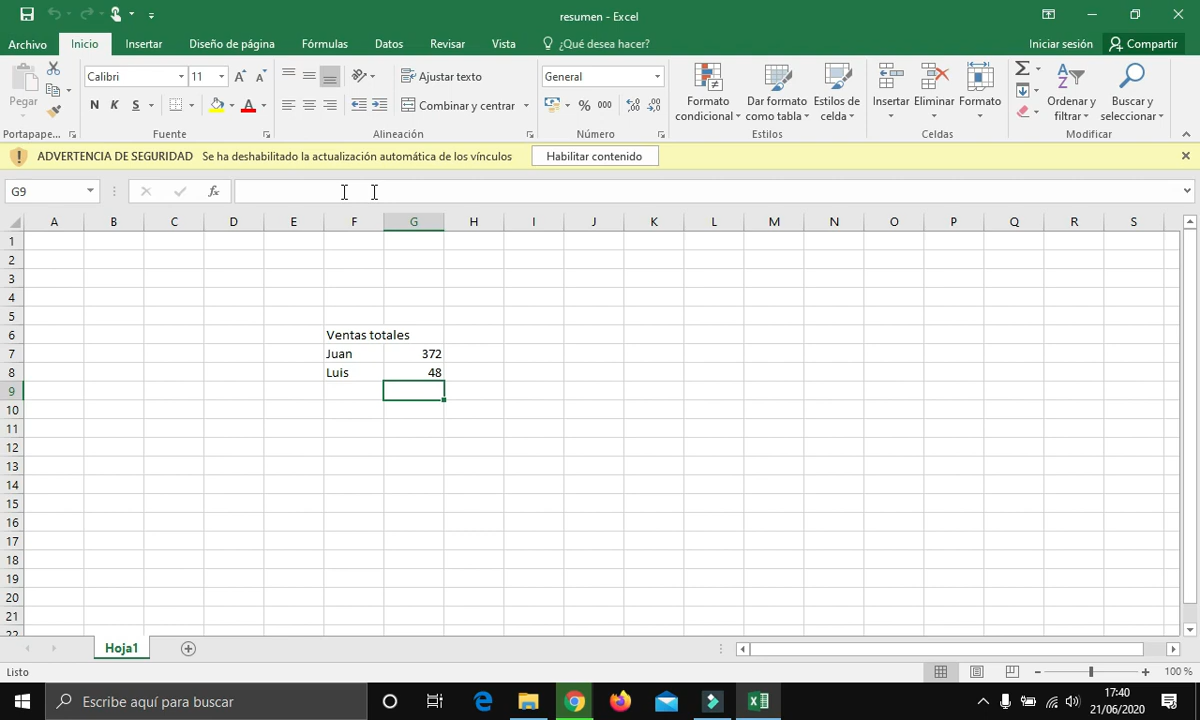 resumen - Excel
Archivo Inicio Insertar Diseño de página Fórmulas Datos Revisar Vista ¿Qué desea hacer? Iniciar sesión Compartir
Pegar
Calibri 11
Ajustar texto
General
N K S
Combinar y centrar
% 000
Formato condicional
Dar formato como tabla
Estilos de celda
Insertar Eliminar Formato
Ordenar y filtrar
Buscar y seleccionar
Portapape... Fuente Alineación Número Estilos Celdas Modificar
ADVERTENCIA DE SEGURIDAD Se ha deshabilitado la actualización automática de los vínculos Habilitar contenido
G9 fx
A B C D E F G H I J K L M N O P Q R S
1
2
3
4
5
6 Ventas totales
7 Juan 372
8 Luis 48
9
10
11
12
13
14
15
16
17
18
19
20
21
22
Hoja1
Listo 100 %
Escribe aquí para buscar
17:40
21/06/2020